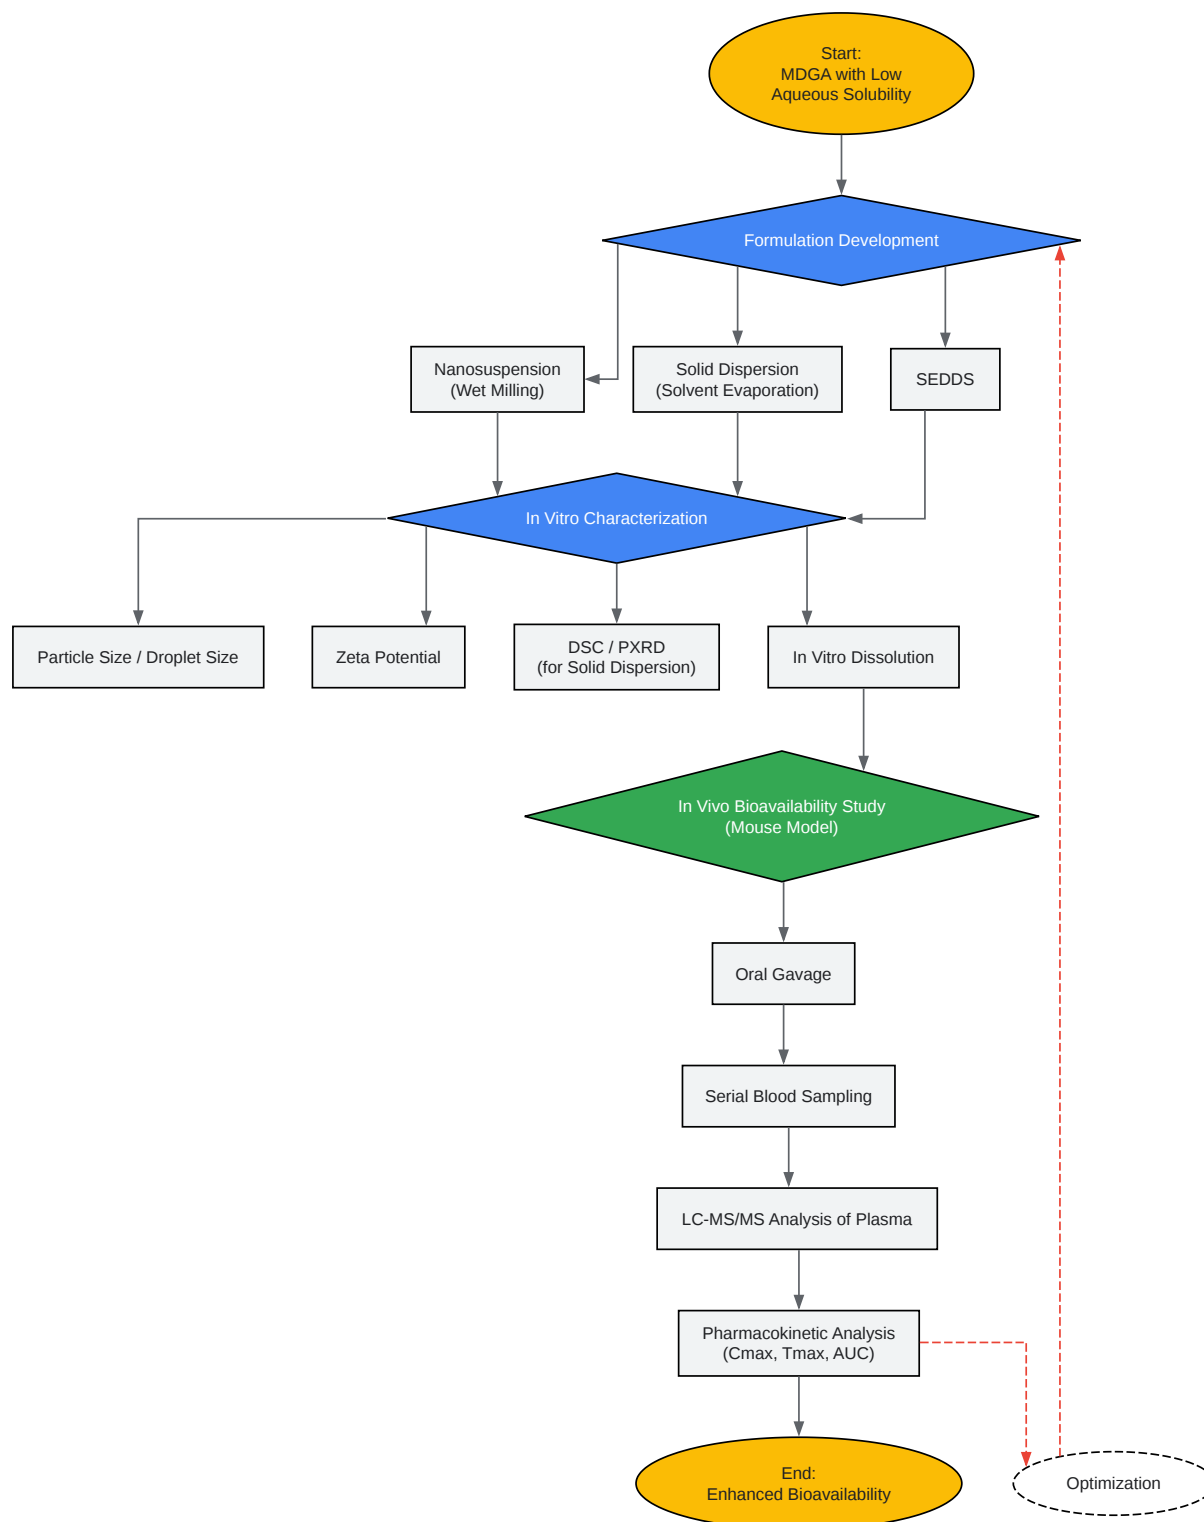 Start:
MDGA with Low
Aqueous Solubility
Formulation Development
Nanosuspension
(Wet Milling)
Solid Dispersion
(Solvent Evaporation)
SEDDS
In Vitro Characterization
Particle Size / Droplet Size
Zeta Potential
DSC / PXRD
(for Solid Dispersion)
In Vitro Dissolution
In Vivo Bioavailability Study
(Mouse Model)
Oral Gavage
Serial Blood Sampling
LC-MS/MS Analysis of Plasma
Pharmacokinetic Analysis
(Cmax, Tmax, AUC)
End:
Enhanced Bioavailability
Optimization